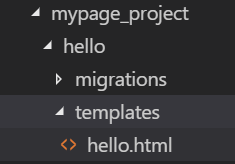 mypage_project
hello
migrations
templates
hello.html